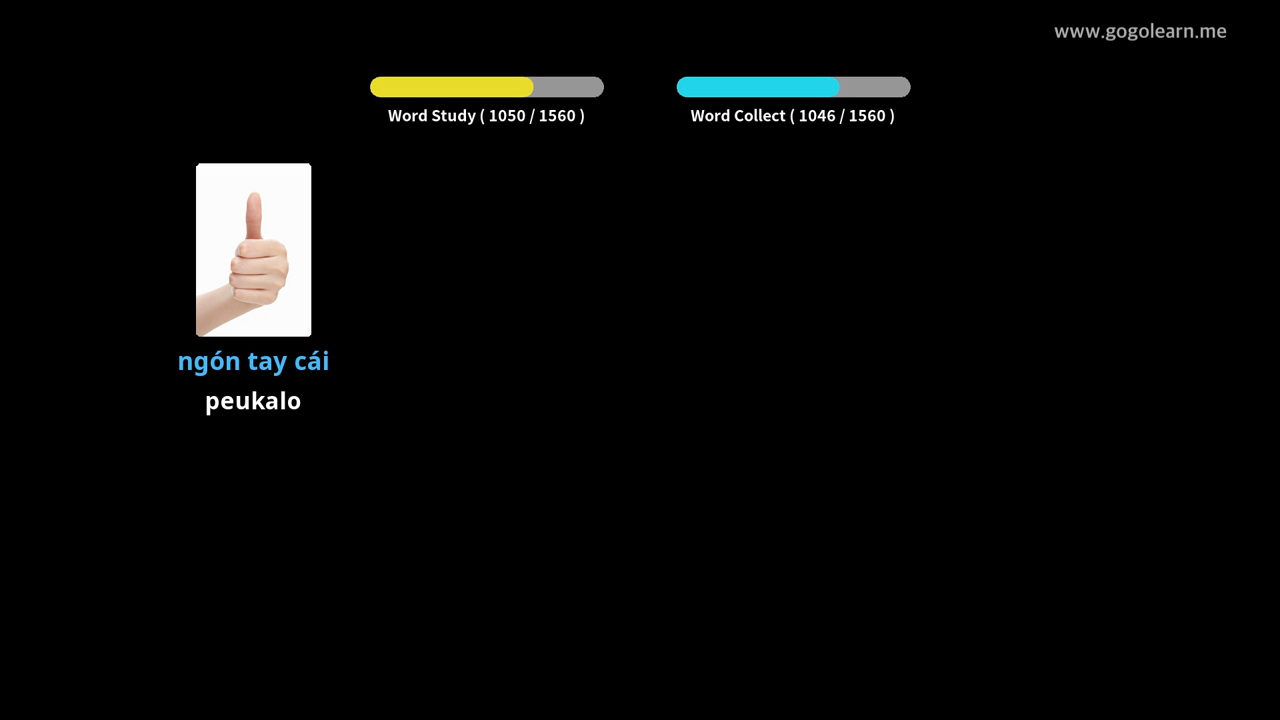 www.gogolearn.me
Word Study ( 1050 / 1560 )
Word Collect ( 1046 / 1560 )
ngón tay cái
peukalo